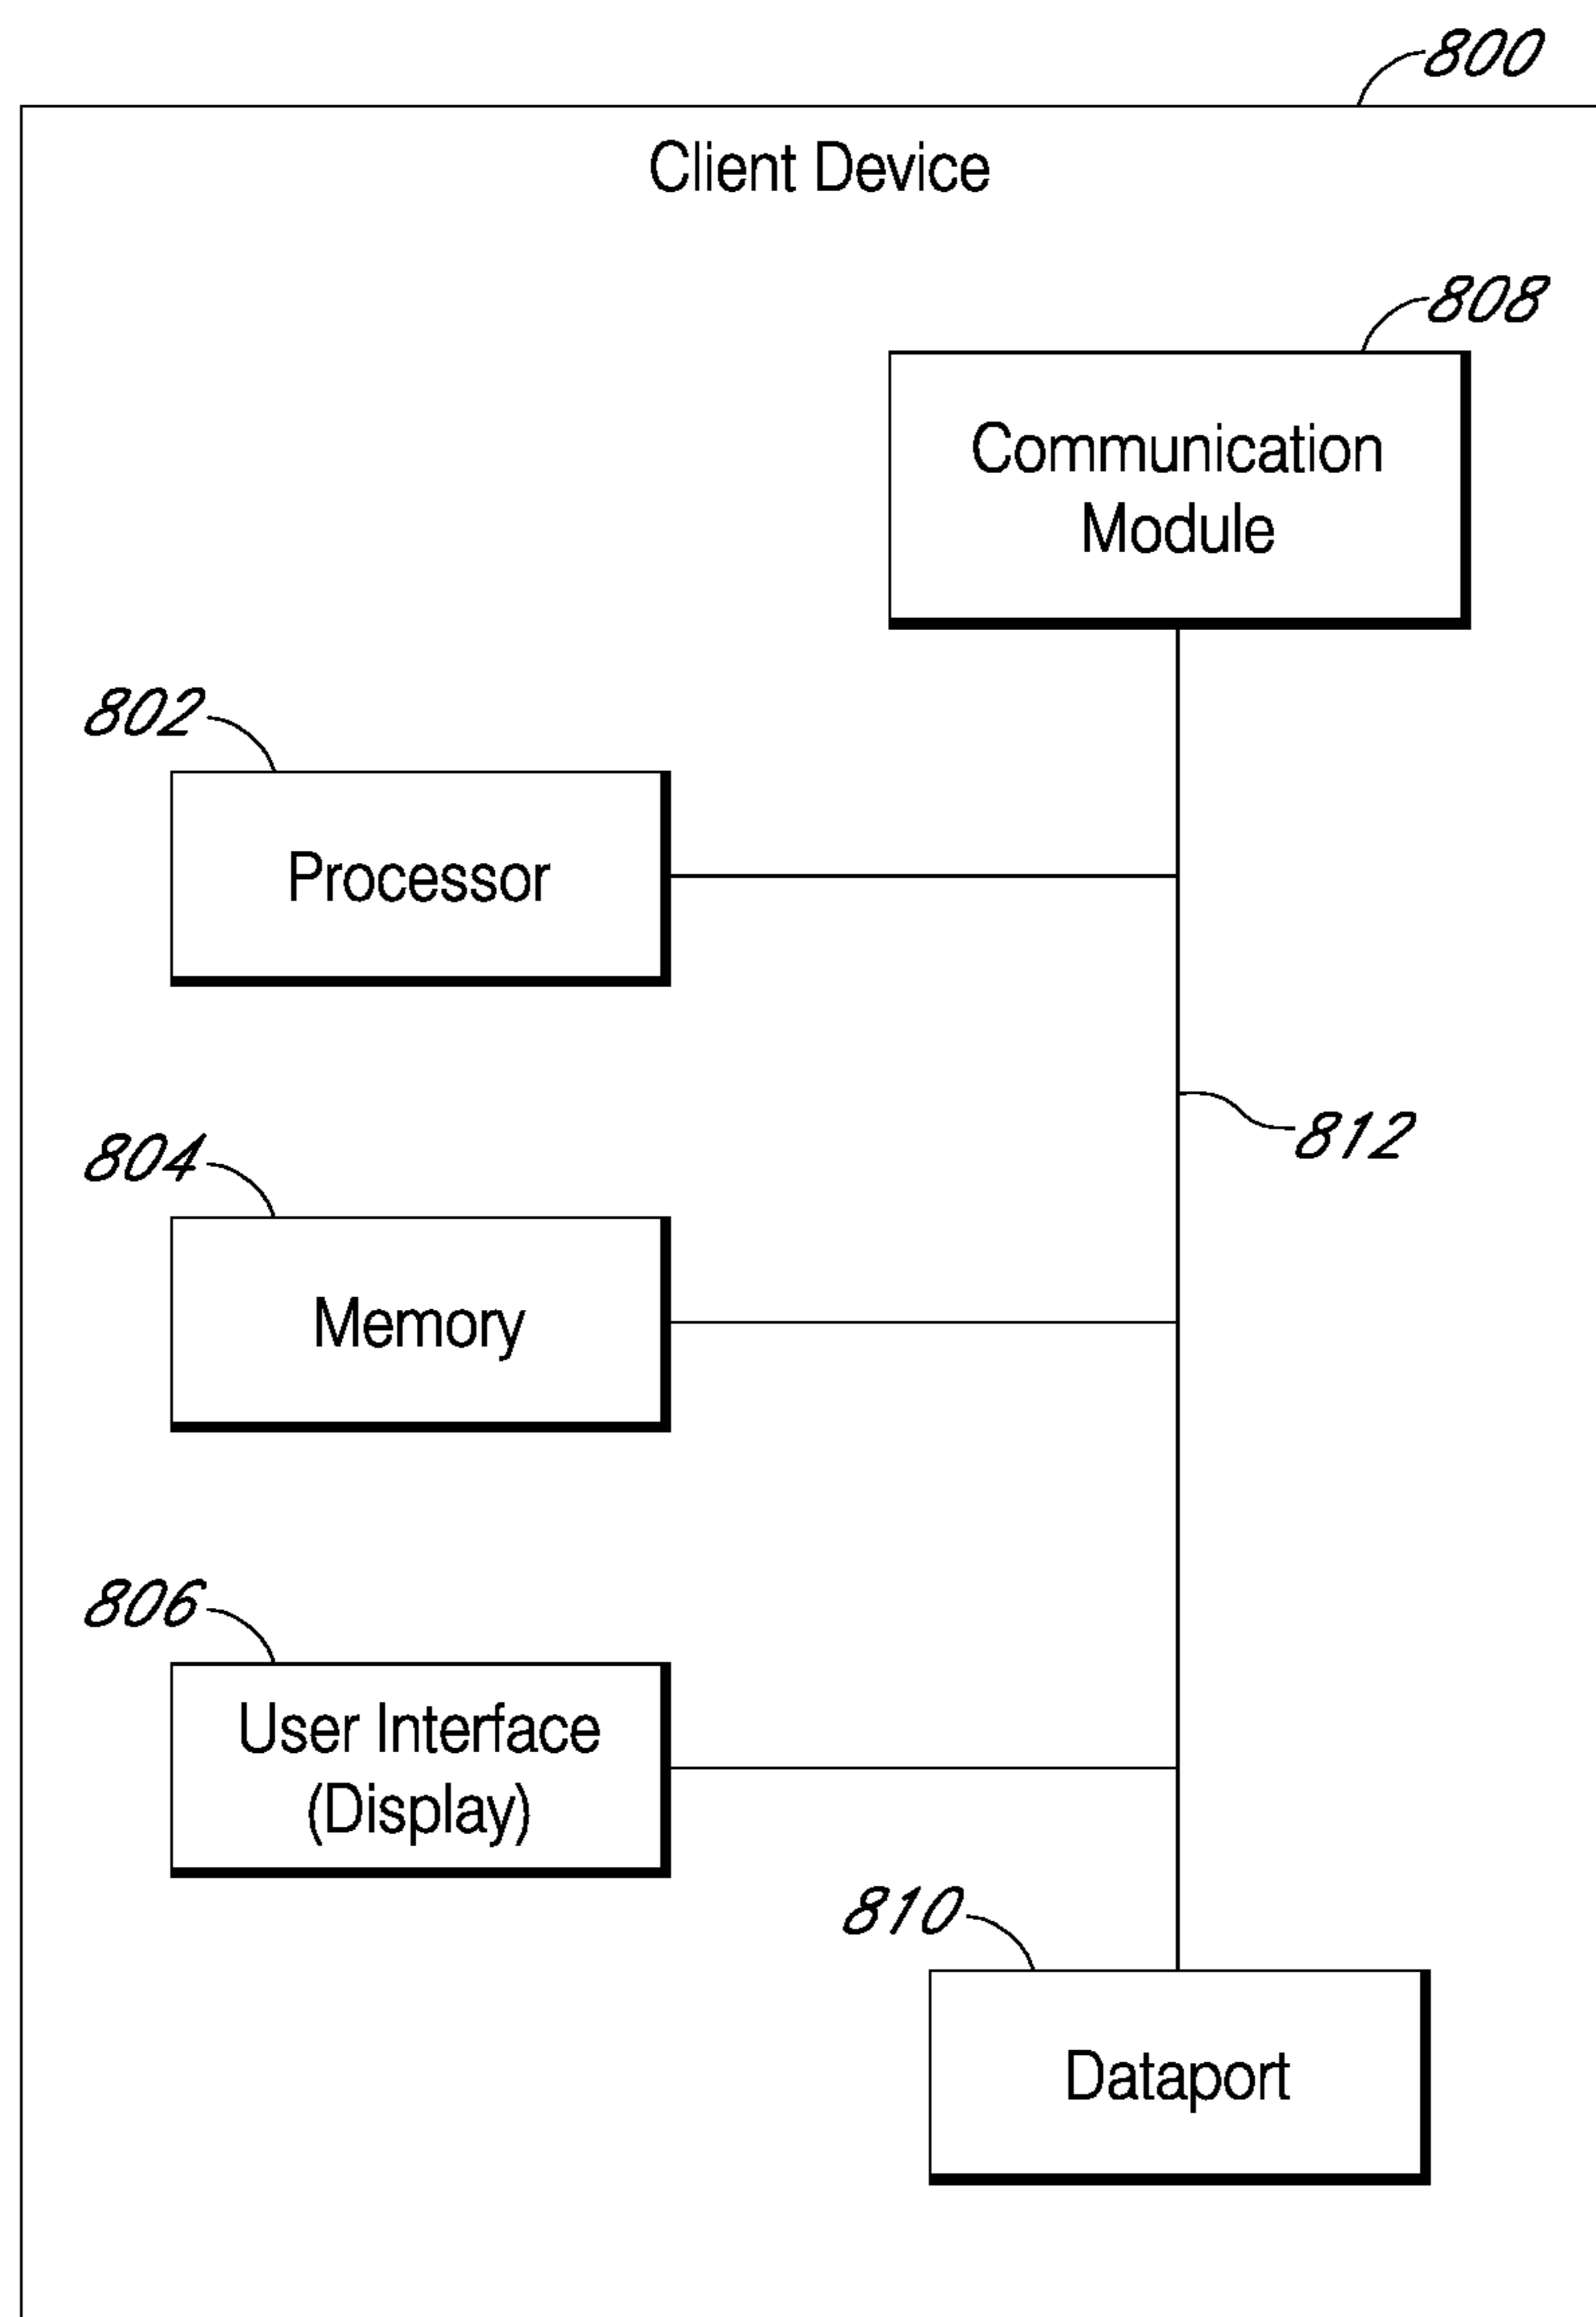 800
Client Device
808
Communication
Module
802
Processor
812
804
Memory
806
User Interface
(Display)
810
Dataport